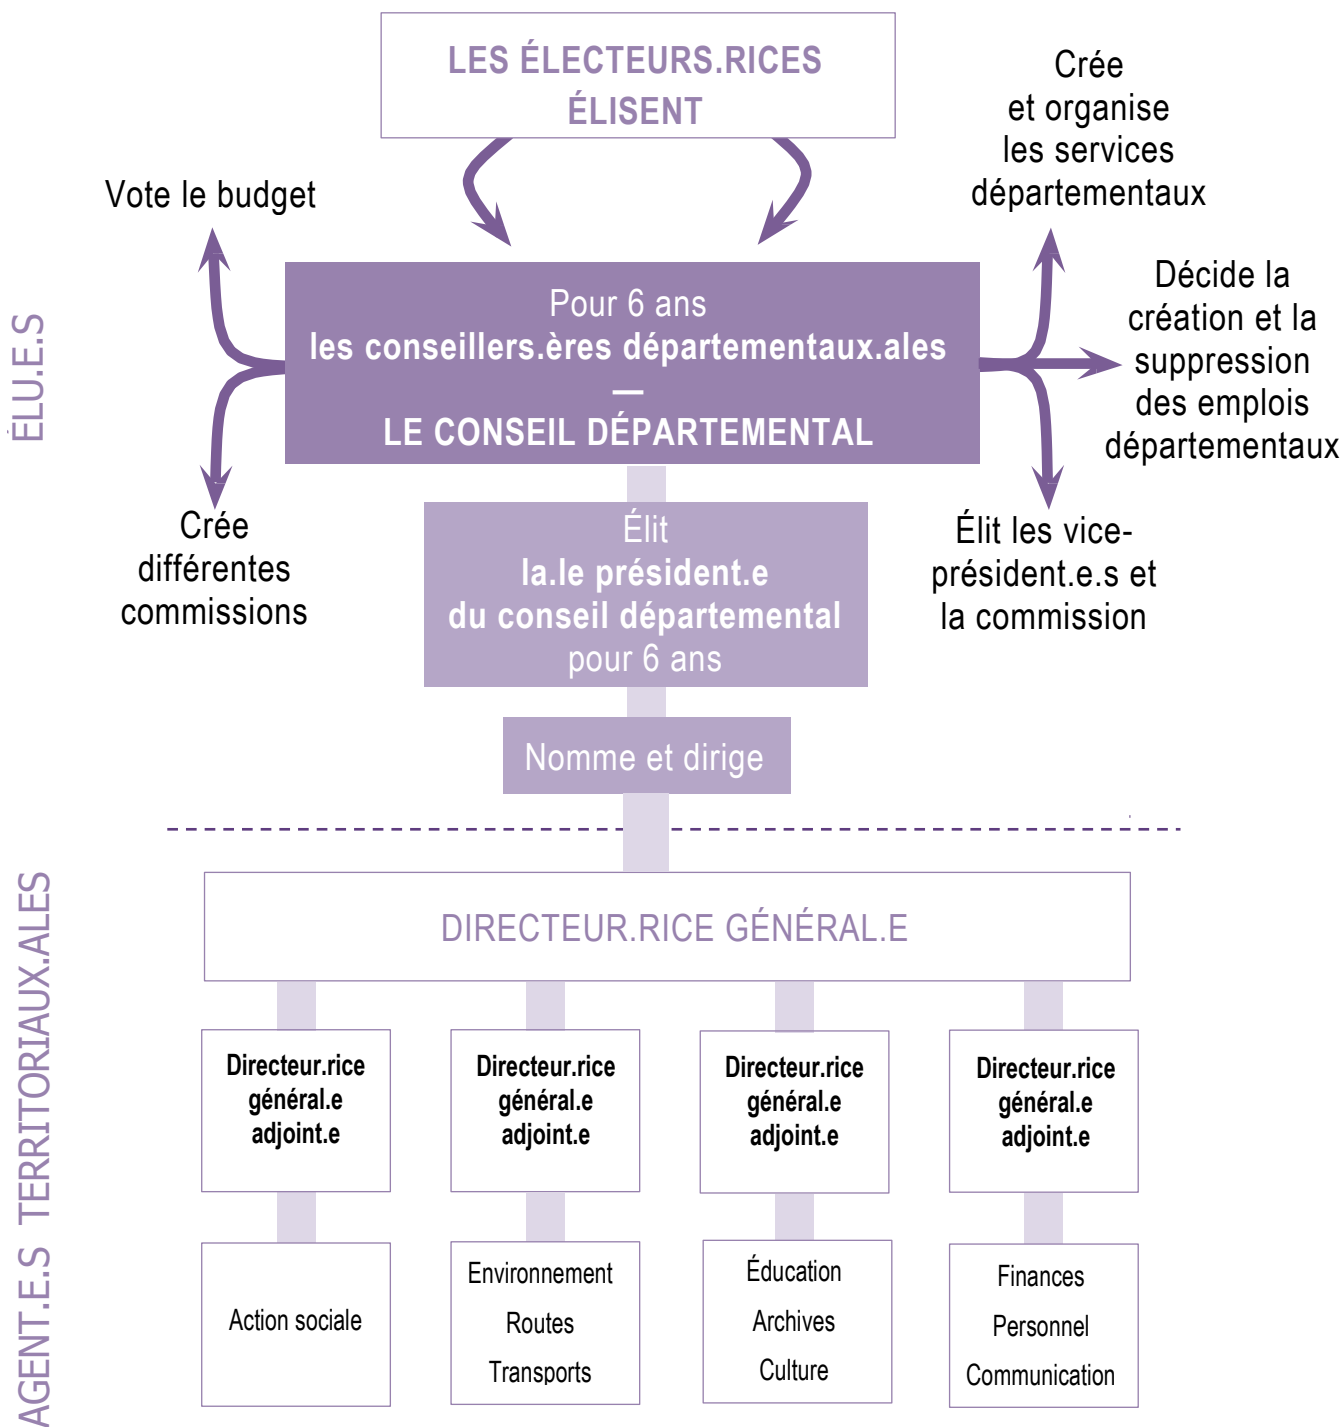 LES ÉLECTEURS.RICES
ÉLISENT
Vote le budget
Crée
et organise
les services
départementaux
ÉLU.E.S
Pour 6 ans
les conseillers.ères départementaux.ales
—
LE CONSEIL DÉPARTEMENTAL
Décide la
création et la
suppression
des emplois
départementaux
Crée
différentes
commissions
Élit
la.le président.e
du conseil départemental
pour 6 ans
Élit les vice-
président.e.s et
la commission
Nomme et dirige
AGENT.E.S TERRITORIAUX.ALES
DIRECTEUR.RICE GÉNÉRAL.E
Directeur.rice
général.e
adjoint.e
Directeur.rice
général.e
adjoint.e
Directeur.rice
général.e
adjoint.e
Directeur.rice
général.e
adjoint.e
Action sociale
Environnement
Routes
Transports
Éducation
Archives
Culture
Finances
Personnel
Communication